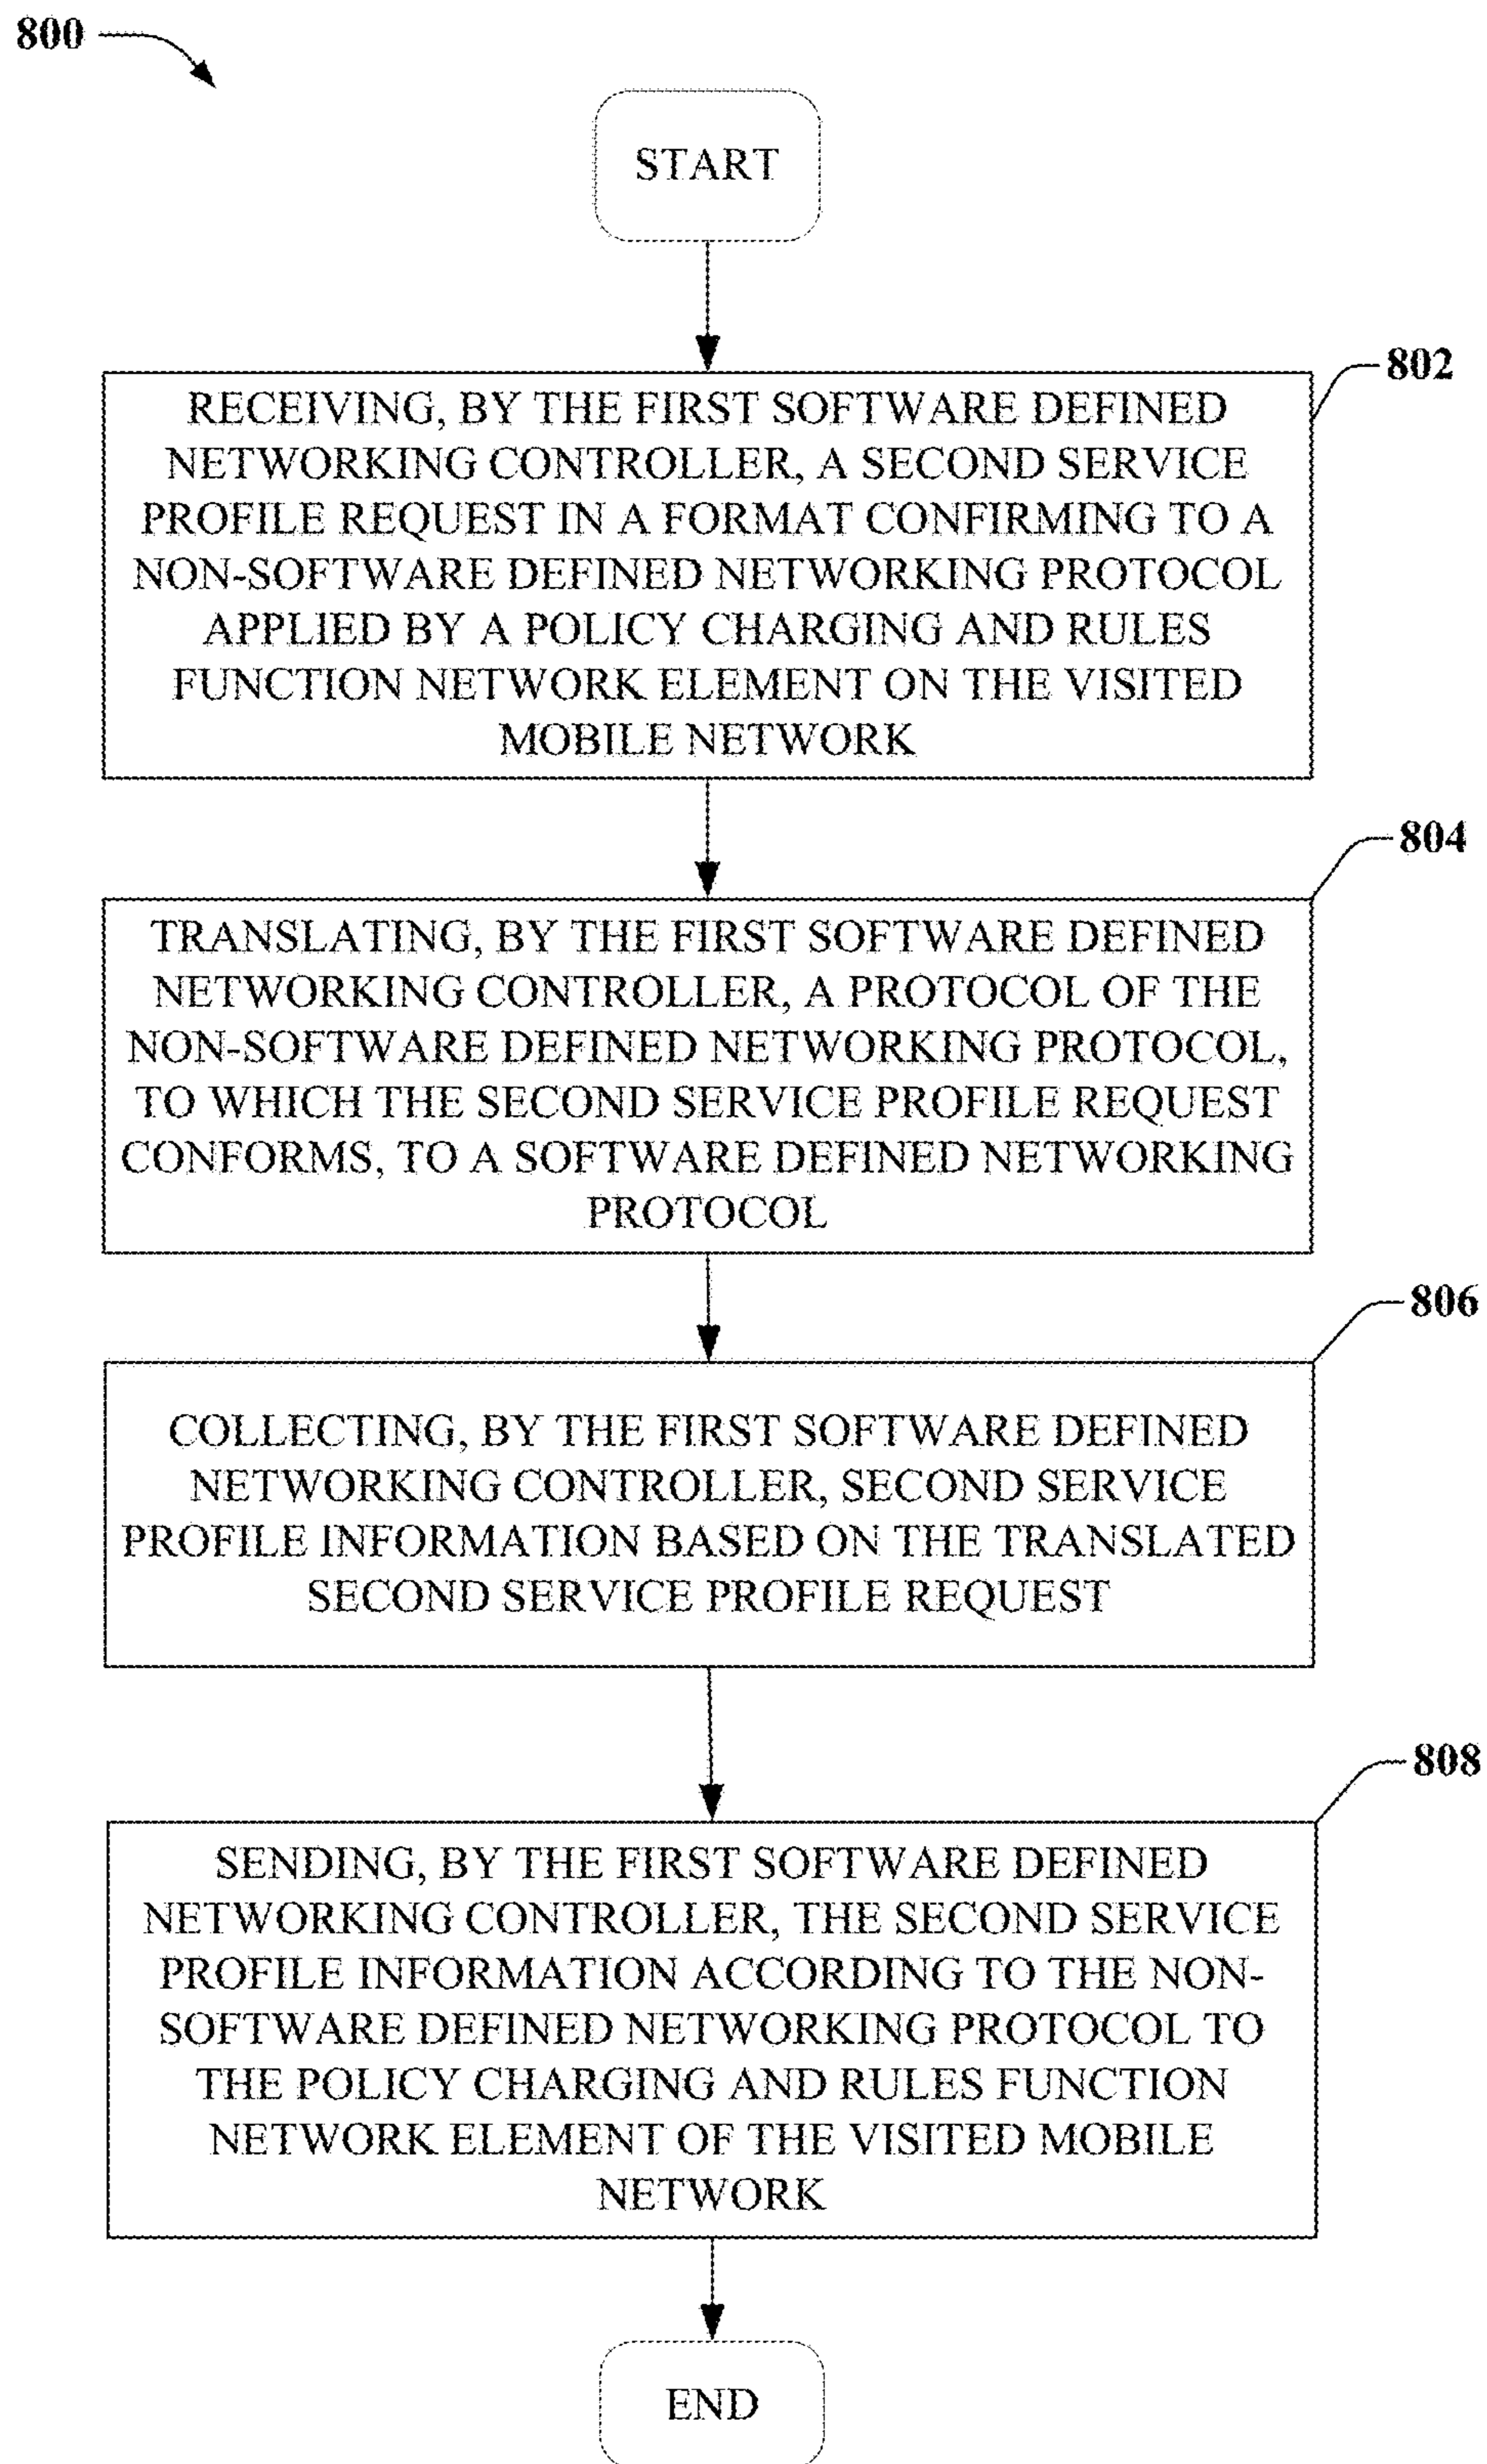 800
START
802
RECEIVING, BY THE FIRST SOFTWARE DEFINED
NETWORKING CONTROLLER, A SECOND SERVICE
PROFILE REQUEST IN A FORMAT CONFIRMING TO A
NON-SOFTWARE DEFINED NETWORKING PROTOCOL
APPLIED BY A POLICY CHARGING AND RULES
FUNCTION NETWORK ELEMENT ON THE VISITED
MOBILE NETWORK
804
TRANSLATING, BY THE FIRST SOFTWARE DEFINED
NETWORKING CONTROLLER, A PROTOCOL OF THE
NON-SOFTWARE DEFINED NETWORKING PROTOCOL,
TO WHICH THE SECOND SERVICE PROFILE REQUEST
CONFORMS, TO A SOFTWARE DEFINED NETWORKING
PROTOCOL
806
COLLECTING, BY THE FIRST SOFTWARE DEFINED
NETWORKING CONTROLLER, SECOND SERVICE
PROFILE INFORMATION BASED ON THE TRANSLATED
SECOND SERVICE PROFILE REQUEST
808
SENDING, BY THE FIRST SOFTWARE DEFINED
NETWORKING CONTROLLER, THE SECOND SERVICE
PROFILE INFORMATION ACCORDING TO THE NON-
SOFTWARE DEFINED NETWORKING PROTOCOL TO
THE POLICY CHARGING AND RULES FUNCTION
NETWORK ELEMENT OF THE VISITED MOBILE
NETWORK
END